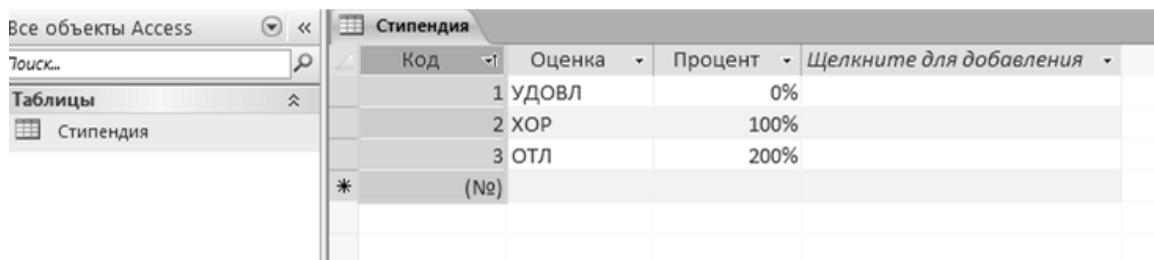 Все объекты Access
Стипендия
Поиск...
Код Оценка Процент Щелкните для добавления
Таблицы
1 УДОВЛ 0%
Стипендия
2 ХОР 100%
3 ОТЛ 200%
(№)